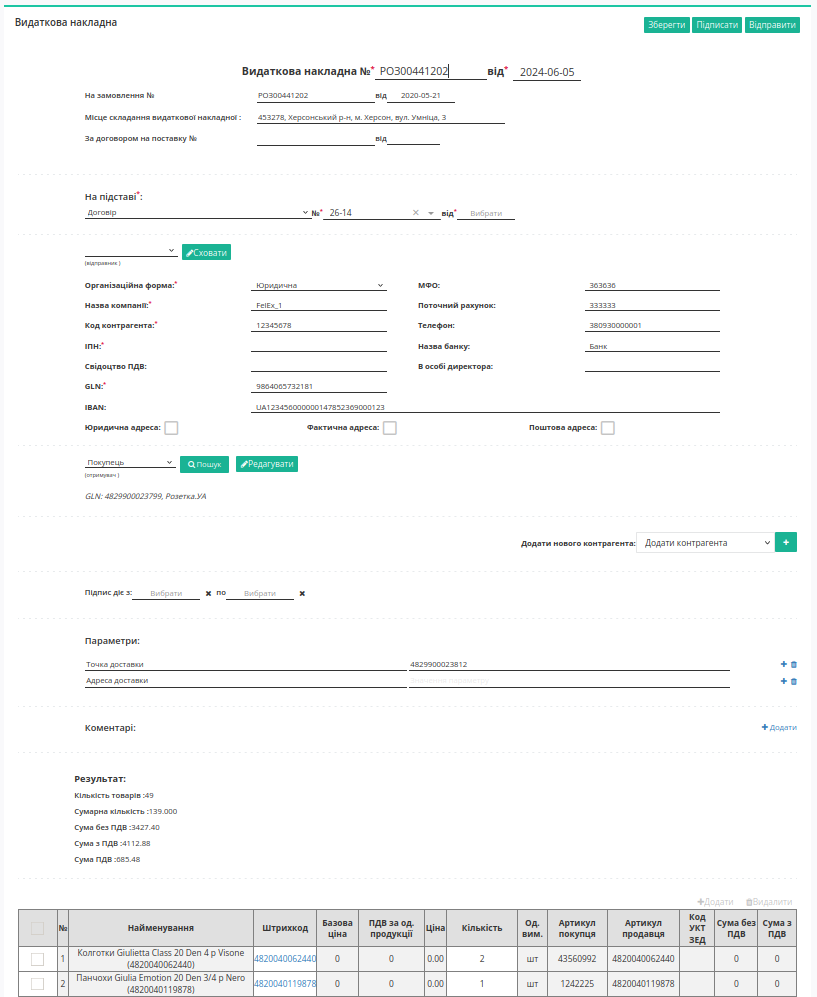 Видаткова накладна
Зберегти Підписати Відправити
Видаткова накладна №* PO300441202 від* 2024-06-05
На замовлення № PO300441202 від 2020-05-21
Місце складання видаткової накладної : 453278, Херсонський р-н, м. Херсон, вул. Умніца, 3
За договором на поставку № від
На підставі*:
Договір №* 26-14 від* Вибрати
Сховати
(відправник )
Організаційна форма:* Юридична МФО: 363636
Назва компанії:* FelEx_1 Поточний рахунок: 333333
Код контрагента:* 12345678 Телефон: 380930000001
ІПН:* Назва банку: Банк
Свідоцтво ПДВ: В особі директора:
GLN:* 9864065732181
IBAN: UA123456000000147852369000123
Юридична адреса: Фактична адреса: Поштова адреса:
Покупець Пошук Редагувати
(отримувач )
GLN: 4829900023799, Розетка.УА
Додати нового контрагента: Додати контрагента +
Підпис діє з: Вибрати ✖ по Вибрати ✖
Параметри:
Точка доставки 4829900023812
Адреса доставки
Коментарі: Додати
Результат:
Кількість товарів :49
Сумарна кількість :139.000
Сума без ПДВ :3427.40
Сума з ПДВ :4112.88
Сума ПДВ :685.48
Додати Видалити
№ Найменування Штрихкод Базова ціна ПДВ за од. продукції Ціна Кількість Од. вим. Артикул покупця Артикул продавця Код УКТ ЗЕД Сума без ПДВ Сума з ПДВ
1 Колготки Giulietta Class 20 Den 4 р Visone (4820040062440) 4820040062440 0 0 0.00 2 шт 43560992 4820040062440 0 0
2 Панчохи Giulia Emotion 20 Den 3/4 р Nero (4820040119878) 4820040119878 0 0 0.00 1 шт 1242225 4820040119878 0 0